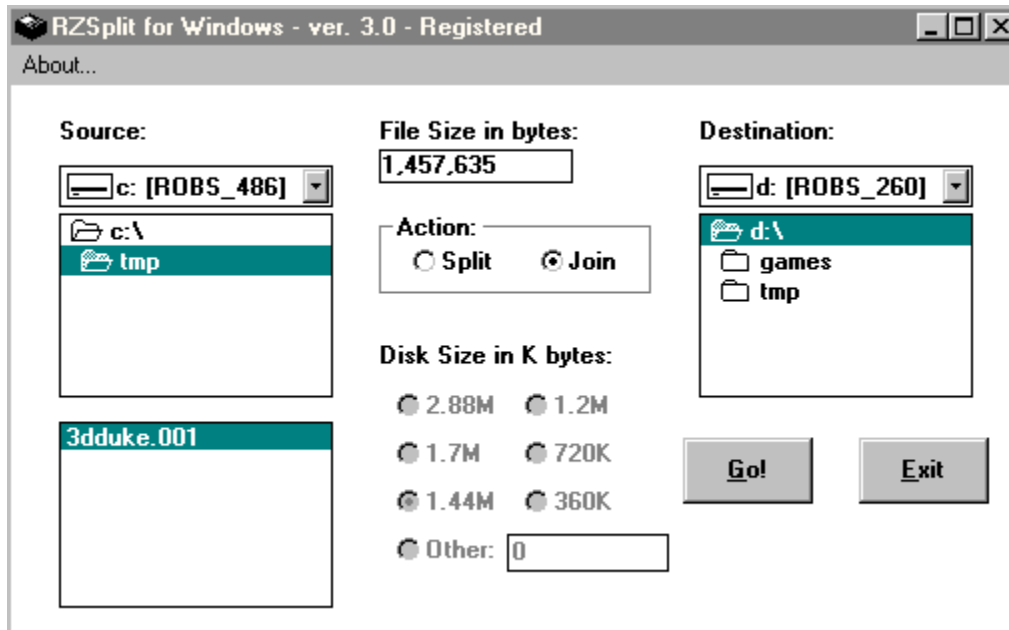 RZSplit for Windows - ver. 3.0 - Registered
About...
Source:
c: [ROBS_486]
c:\
tmp
3dduke.001
File Size in bytes:
1,457,635
Action:
Split Join
Disk Size in K bytes:
2.88M 1.2M
1.7M 720K
1.44M 360K
Other: 0
Destination:
d: [ROBS_260]
d:\
games
tmp
Go! Exit